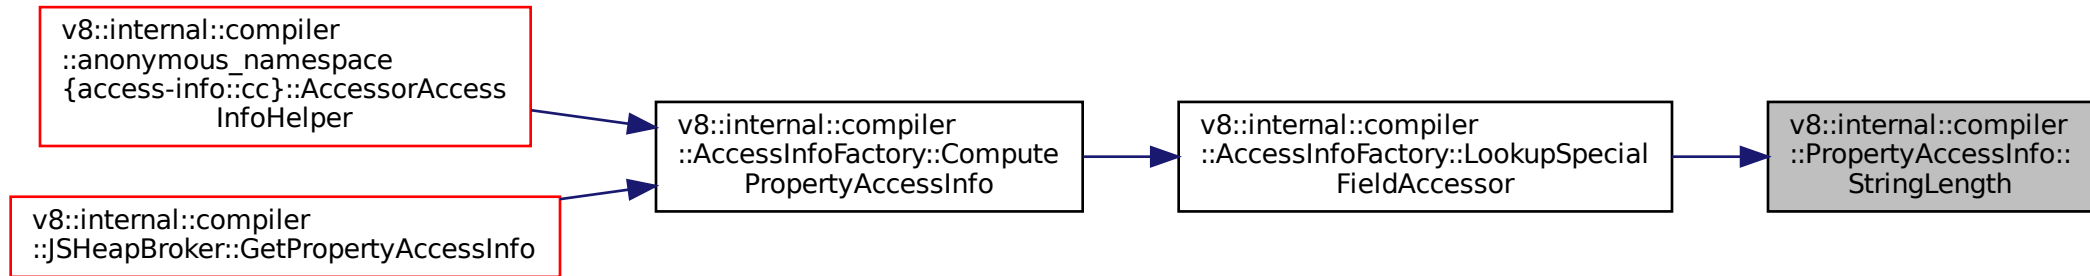 v8::internal::compiler
::anonymous_namespace
{access-info::cc}::AccessorAccess
InfoHelper
v8::internal::compiler
::JSHeapBroker::GetPropertyAccessInfo
v8::internal::compiler
::AccessInfoFactory::Compute
PropertyAccessInfo
v8::internal::compiler
::AccessInfoFactory::LookupSpecial
FieldAccessor
v8::internal::compiler
::PropertyAccessInfo::
StringLength